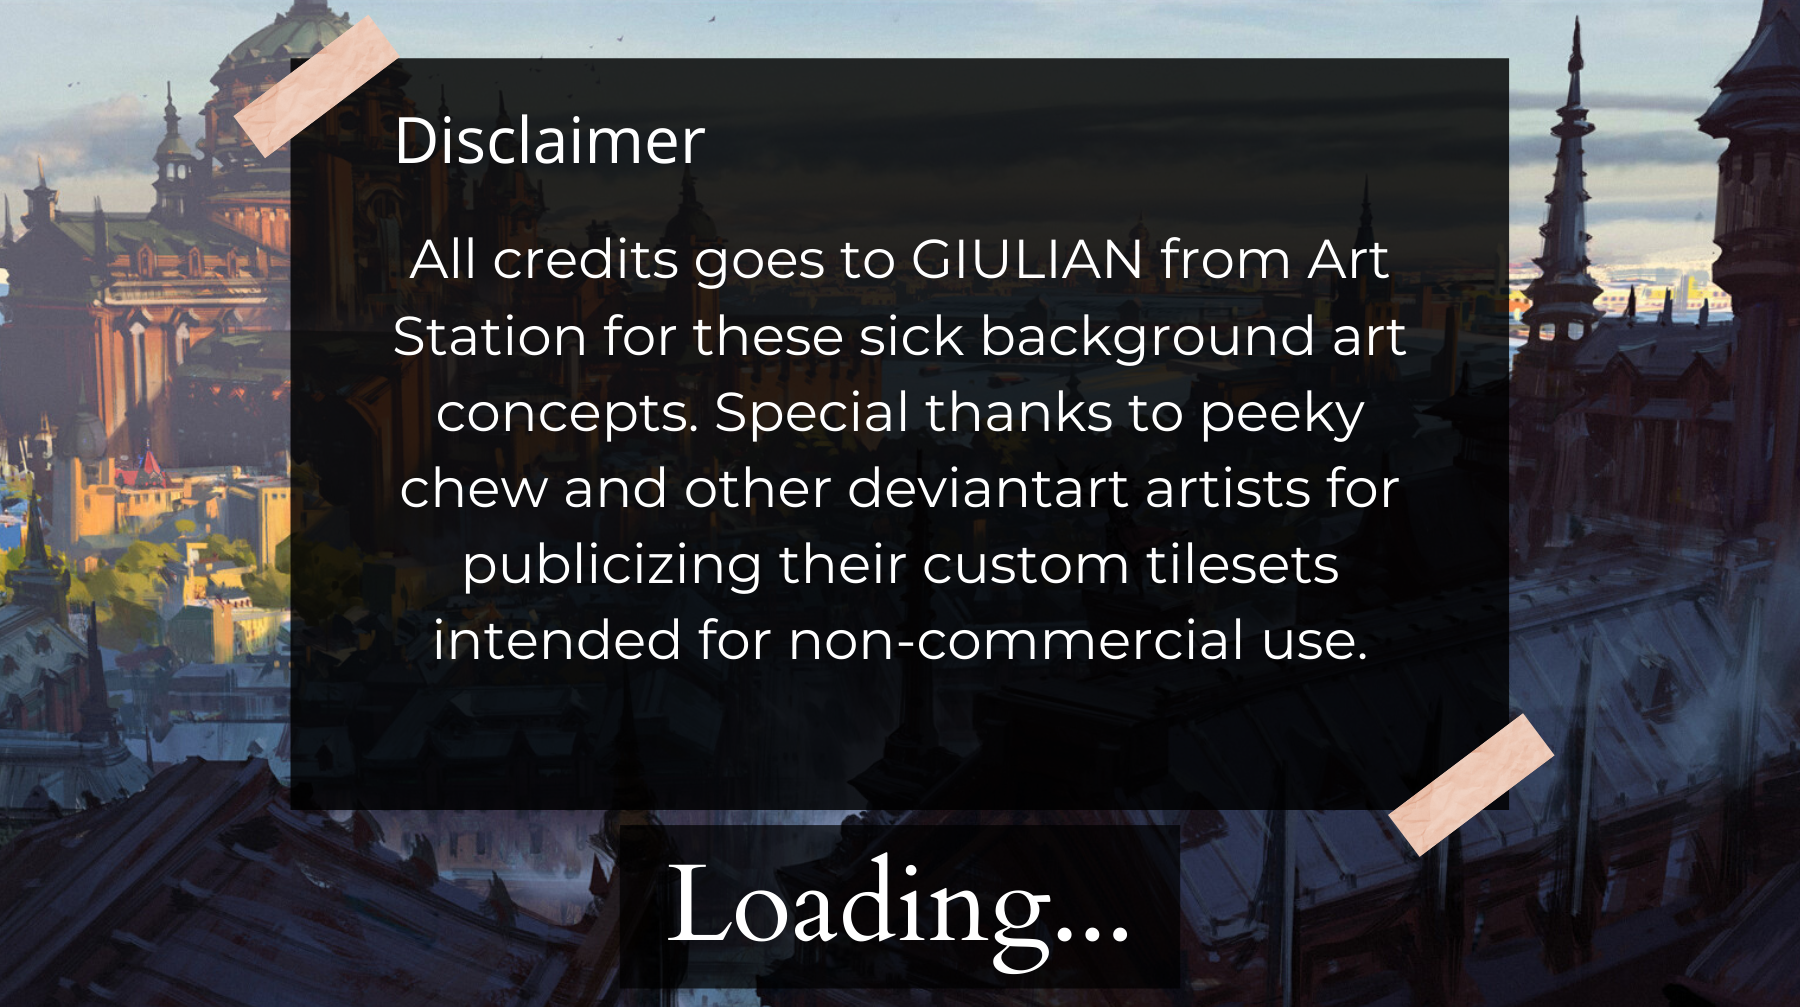 Disclaimer
All credits goes to GIULIAN from Art
Station for these sick background art
concepts. Special thanks to peeky
chew and other deviantart artists for
publicizing their custom tilesets
intended for non-commercial use.
Loading...